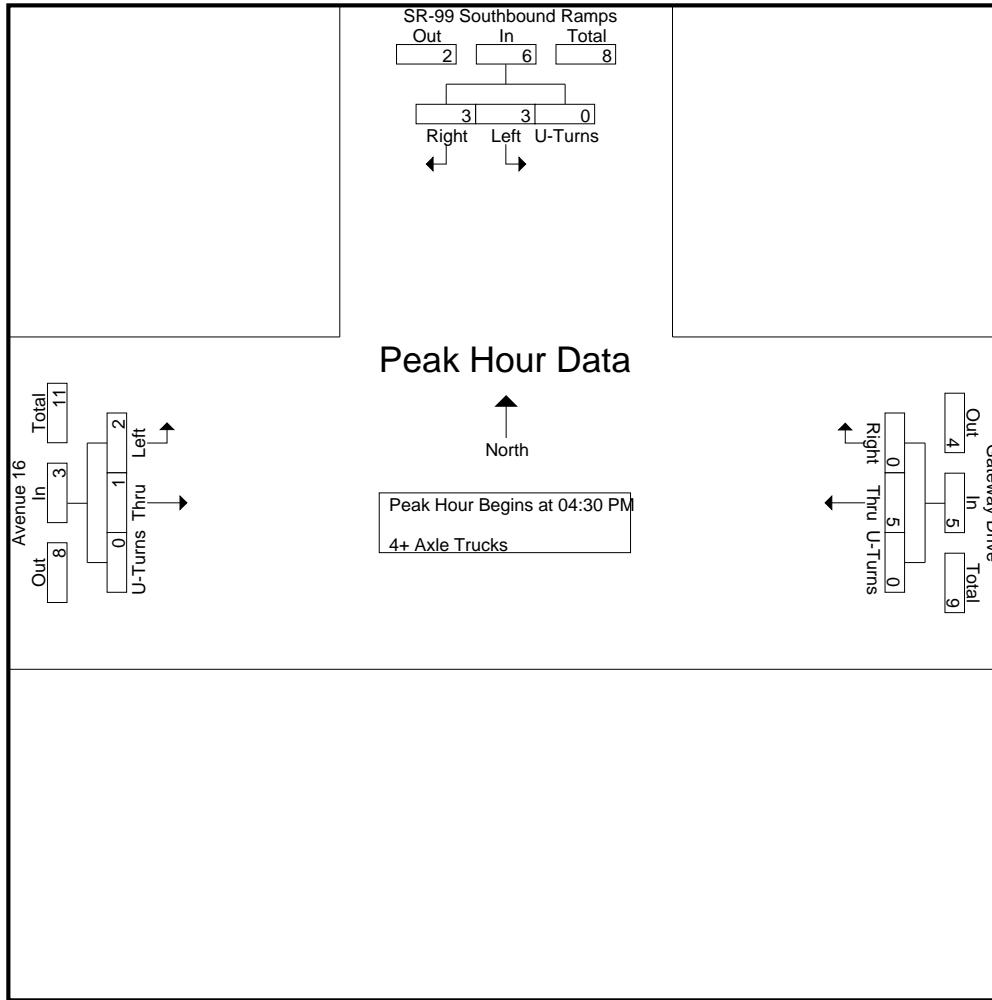 SR-99 Southbound Ramps
Out In Total
2 6 8
3 3 0
Right Left U-Turns
Peak Hour Data
North
Peak Hour Begins at 04:30 PM
4+ Axle Trucks
Avenue 16
Out In Total
8 3 11
Left Thru U-Turns
2 1 0
Gateway Drive
Out In Total
4 5 9
Right Thru U-Turns
0 5 0